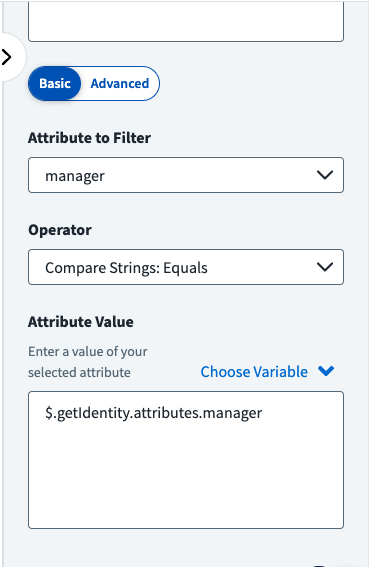 Basic
Advanced
Attribute to Filter
manager
Operator
Compare Strings: Equals
Attribute Value
Enter a value of your
selected attribute
Choose Variable
$.getIdentity.attributes.manager